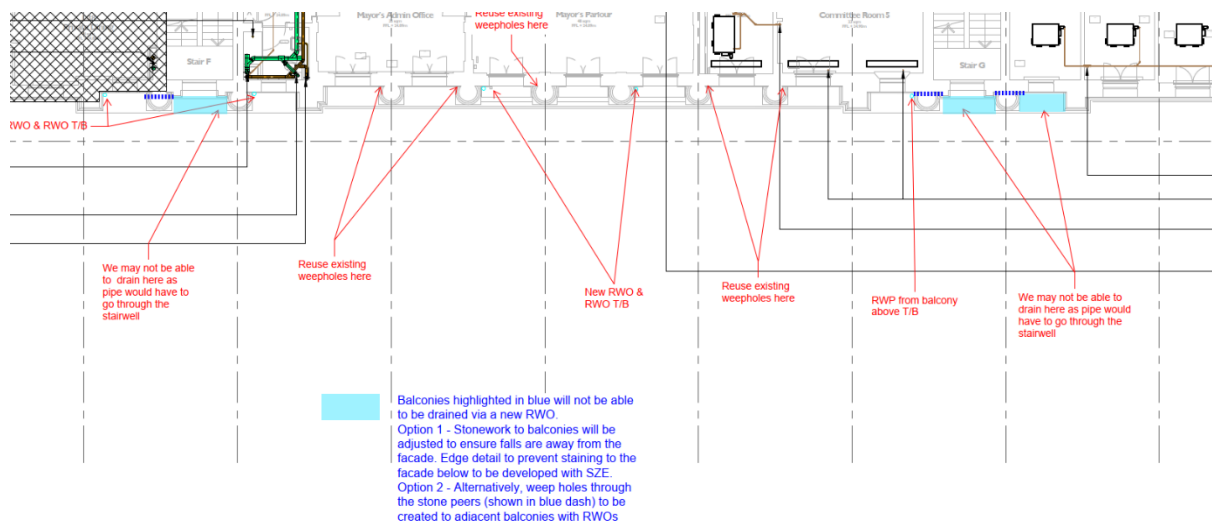 Mayor's Admin Office
Reuse existing
weepholes here
Mayor's Parlour
Committee Room 5
Stair F
Stair G
RWO & RWO T/B
We may not be able
to drain here as
pipe would have to
go through the
stairwell
Reuse existing
weepholes here
New RWO &
RWO T/B
Reuse existing
weepholes here
RWP from balcony
above T/B
We may not be able to
drain here as pipe would
have to go through the
stairwell
Balconies highlighted in blue will not be able
to be drained via a new RWO.
Option 1 - Stonework to balconies will be
adjusted to ensure falls are away from the
facade. Edge detail to prevent staining to the
facade below to be developed with SZE.
Option 2 - Alternatively, weep holes through
the stone peers (shown in blue dash) to be
created to adjacent balconies with RWOs